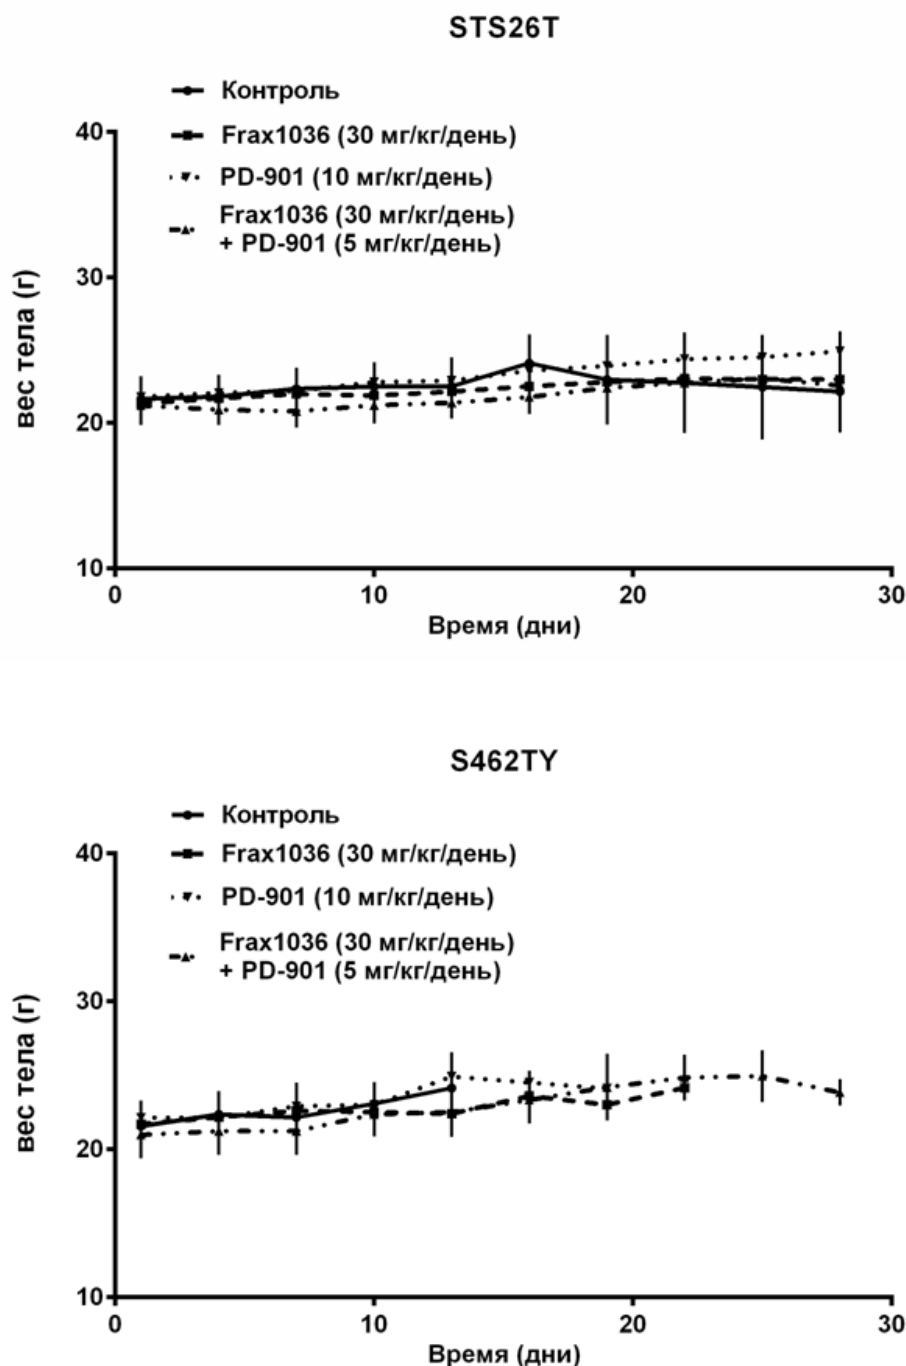 STS26T
Контроль
Frax1036 (30 мг/кг/день)
PD-901 (10 мг/кг/день)
Frax1036 (30 мг/кг/день)
+ PD-901 (5 мг/кг/день)
вес тела (г)
40
30
20
10
0
10
20
30
Время (дни)
S462TY
Контроль
Frax1036 (30 мг/кг/день)
PD-901 (10 мг/кг/день)
Frax1036 (30 мг/кг/день)
+ PD-901 (5 мг/кг/день)
вес тела (г)
40
30
20
10
0
10
20
30
Время (дни)